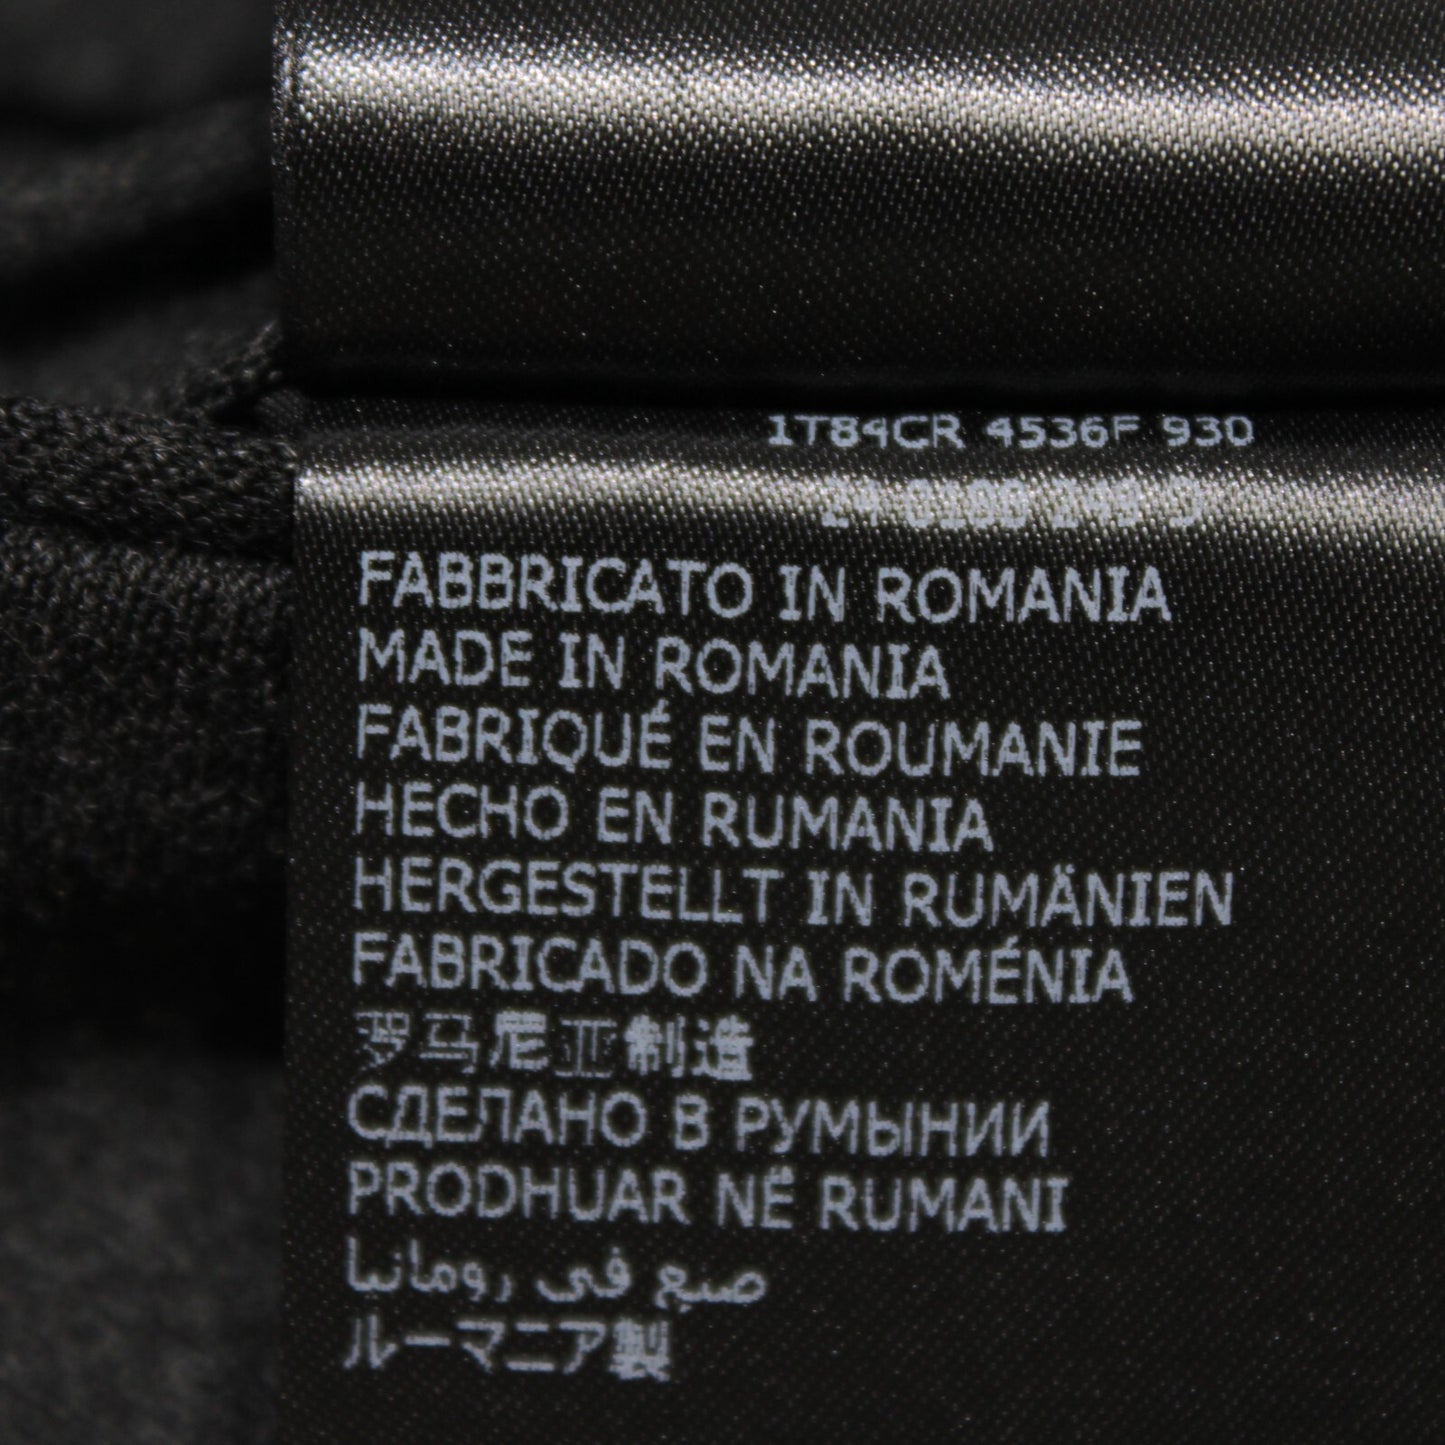 1T84CR 4536F 930
FABBRICATO IN ROMANIA
MADE IN ROMANIA
FABRIQUÉ EN ROUMANIE
HECHO EN RUMANIA
HERGESTELLT IN RUMÄNIEN
FABRICADO NA ROMÉNIA
罗马尼亚制造
СДЕЛАНО В РУМЫНИИ
PRODHUAR NË RUMANI
صنع في رومانيا
ルーマニア製